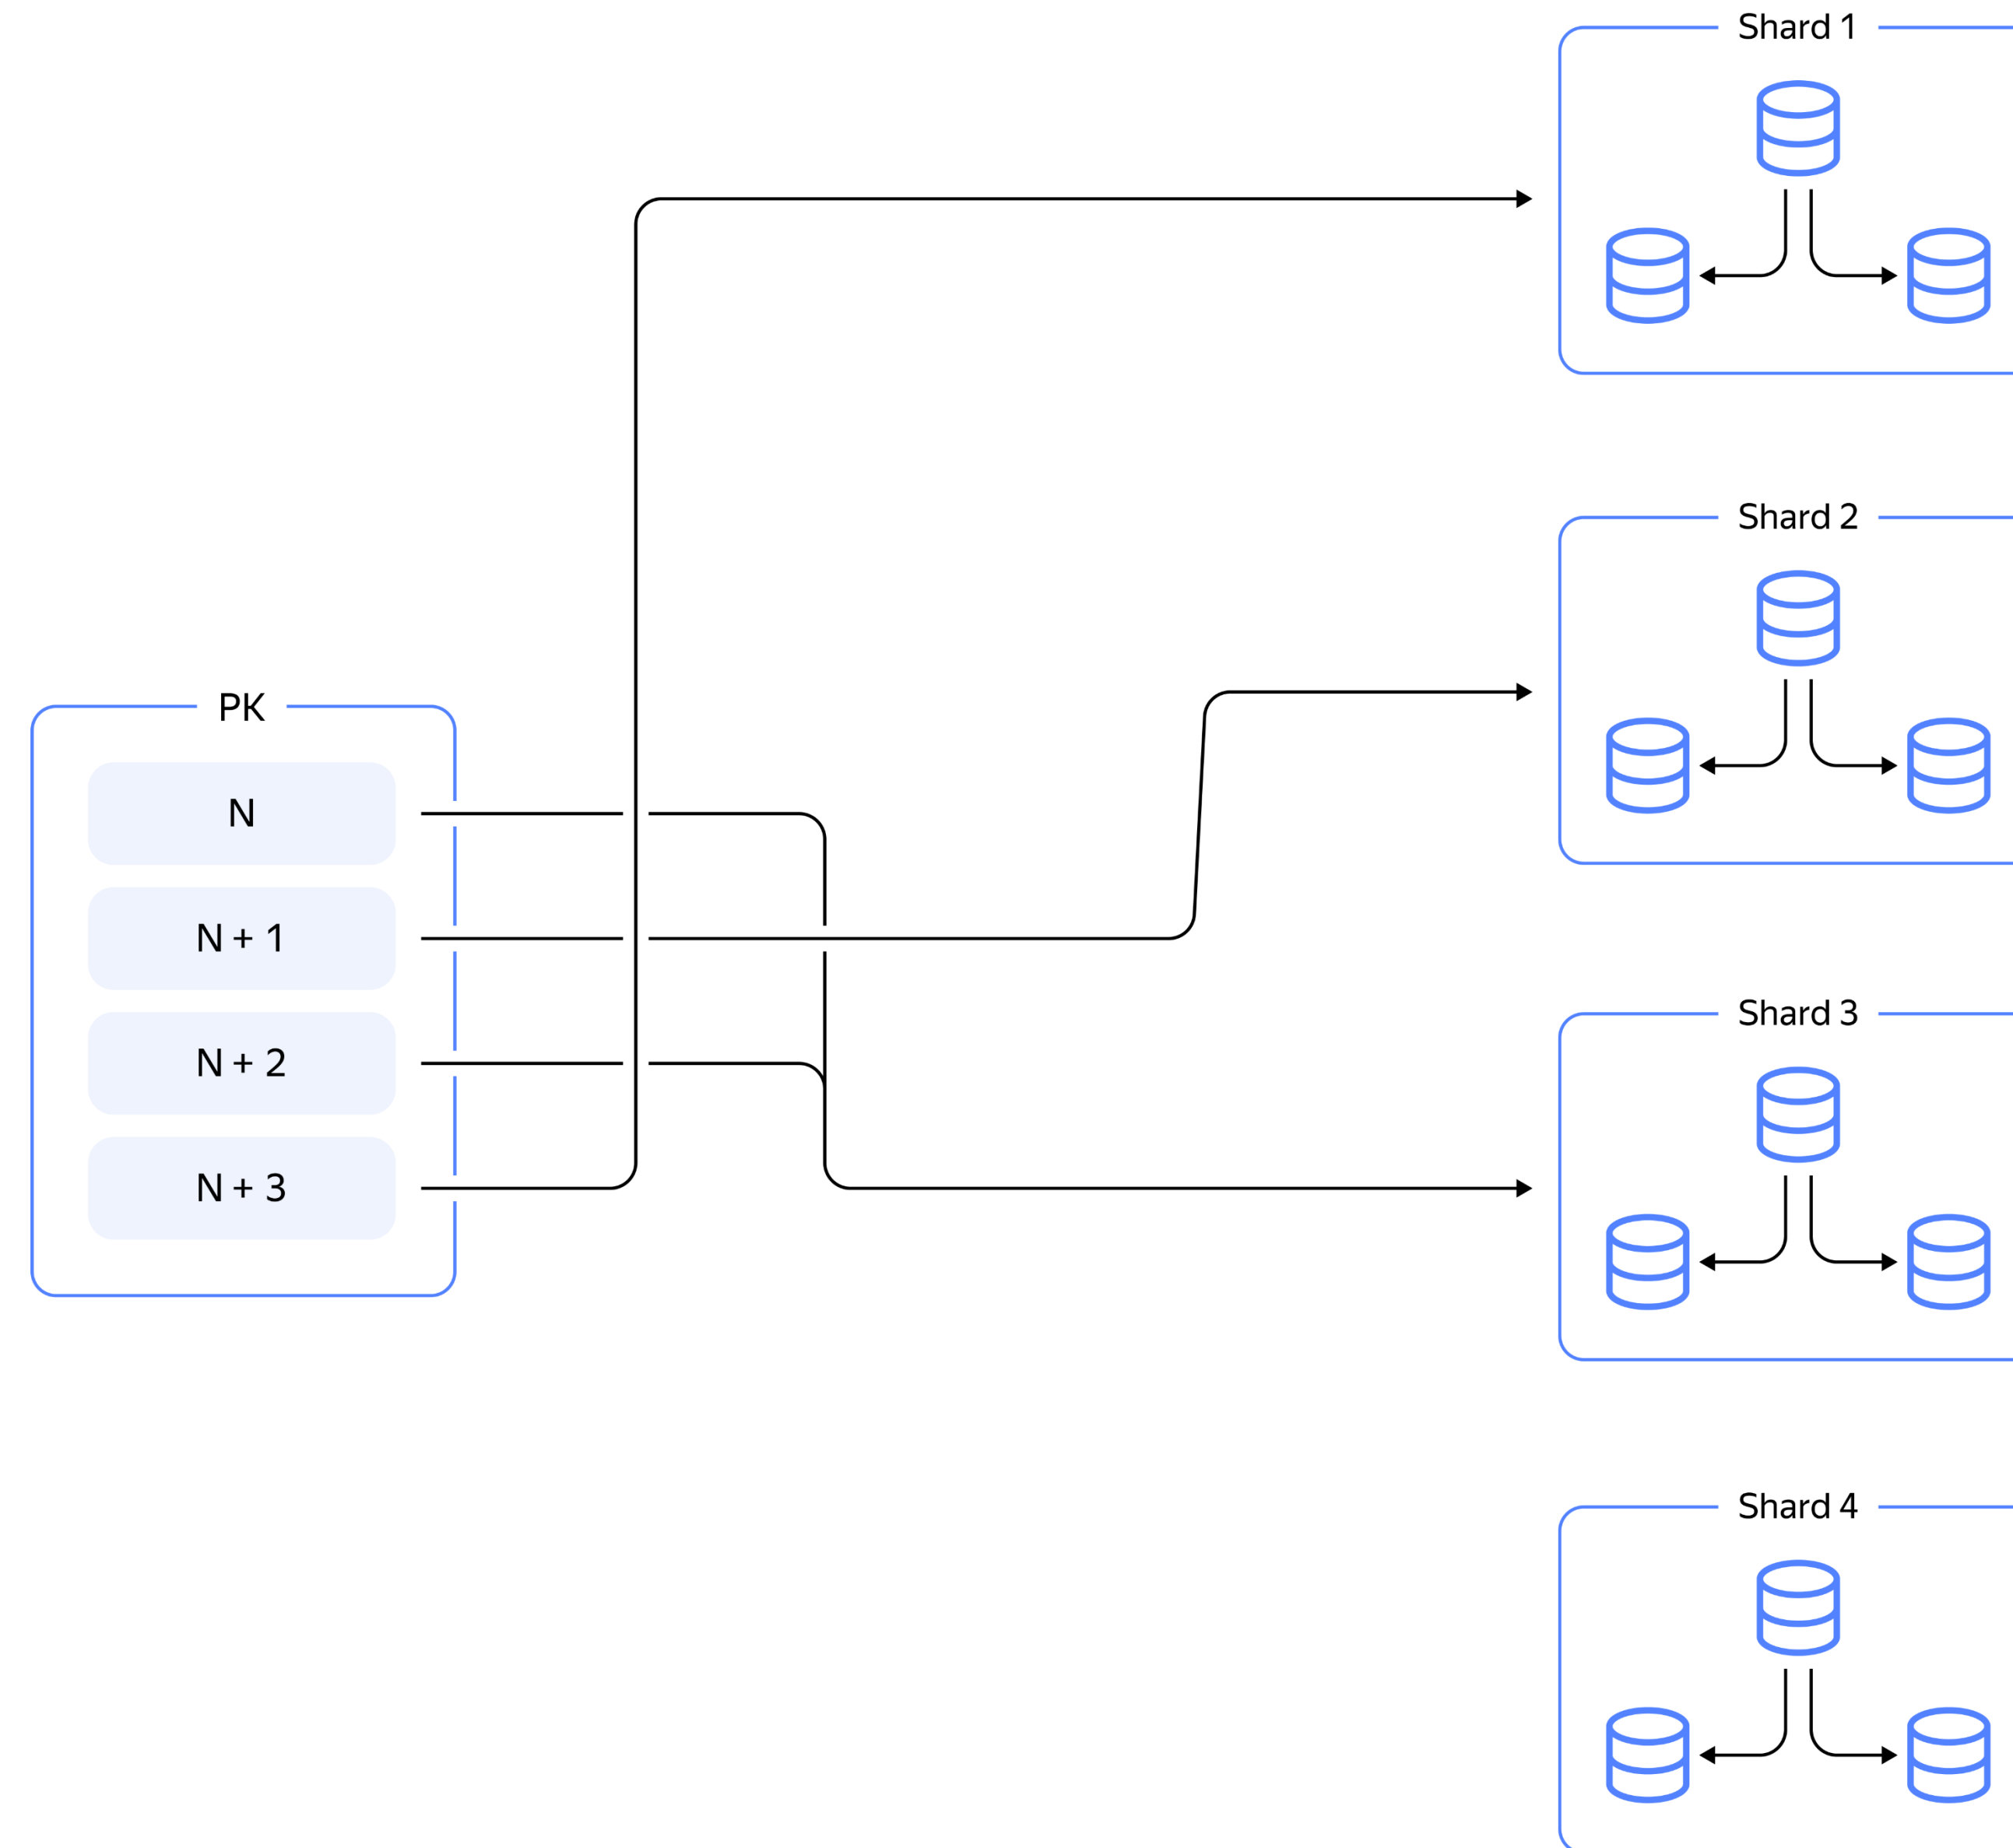 Shard 1
Shard 2
PK
N
N + 1
N + 2
N + 3
Shard 3
Shard 4